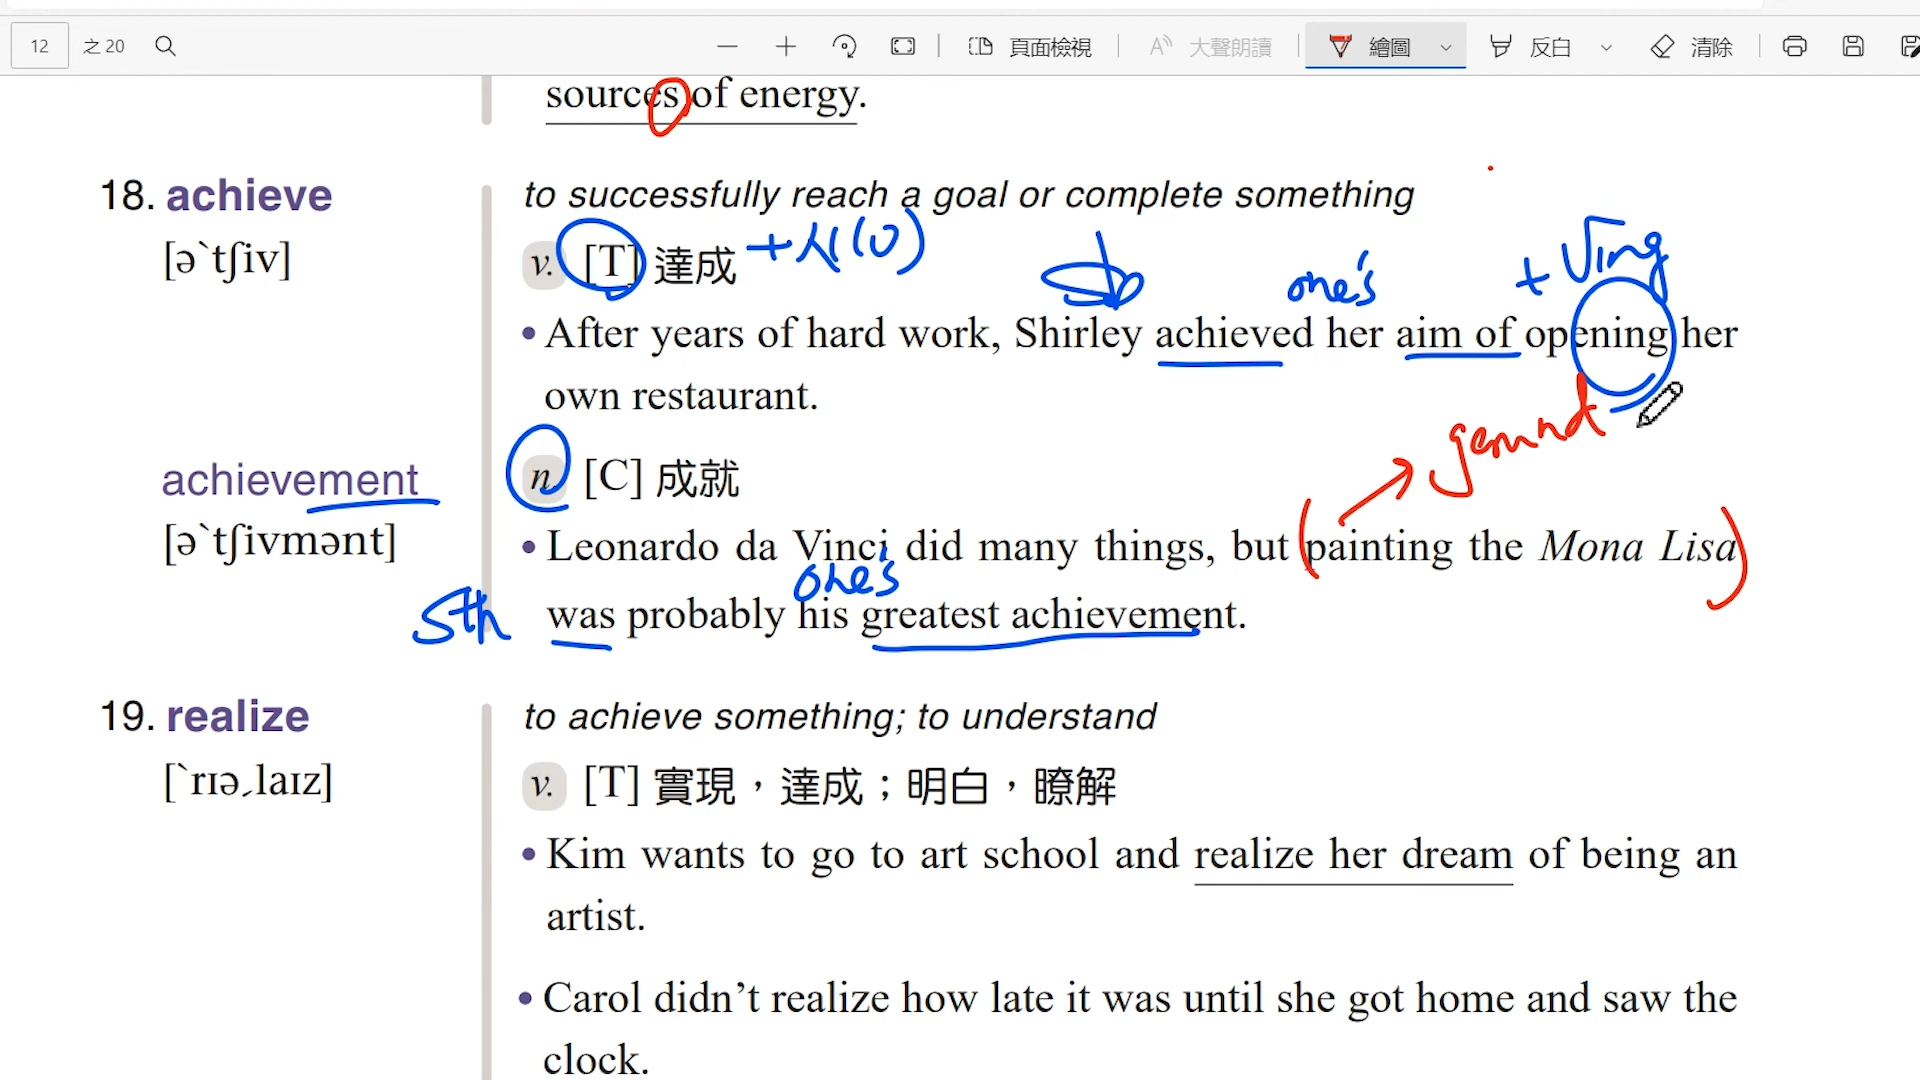 12 之 20 頁面檢視 大聲朗讀 繪圖 反白 清除
sources of energy.
18. achieve to successfully reach a goal or complete something
[ə`tʃiv] v. [T] 達成 +N(O)
sb one's + Ving
• After years of hard work, Shirley achieved her aim of opening her
own restaurant.
gerund
achievement n. [C] 成就
[ə`tʃivmənt]
• Leonardo da Vinci did many things, but (painting the Mona Lisa)
one's
sth was probably his greatest achievement.
19. realize to achieve something; to understand
[`rɪəˏlaɪz] v. [T] 實現，達成；明白，瞭解
• Kim wants to go to art school and realize her dream of being an
artist.
• Carol didn’t realize how late it was until she got home and saw the
clock.